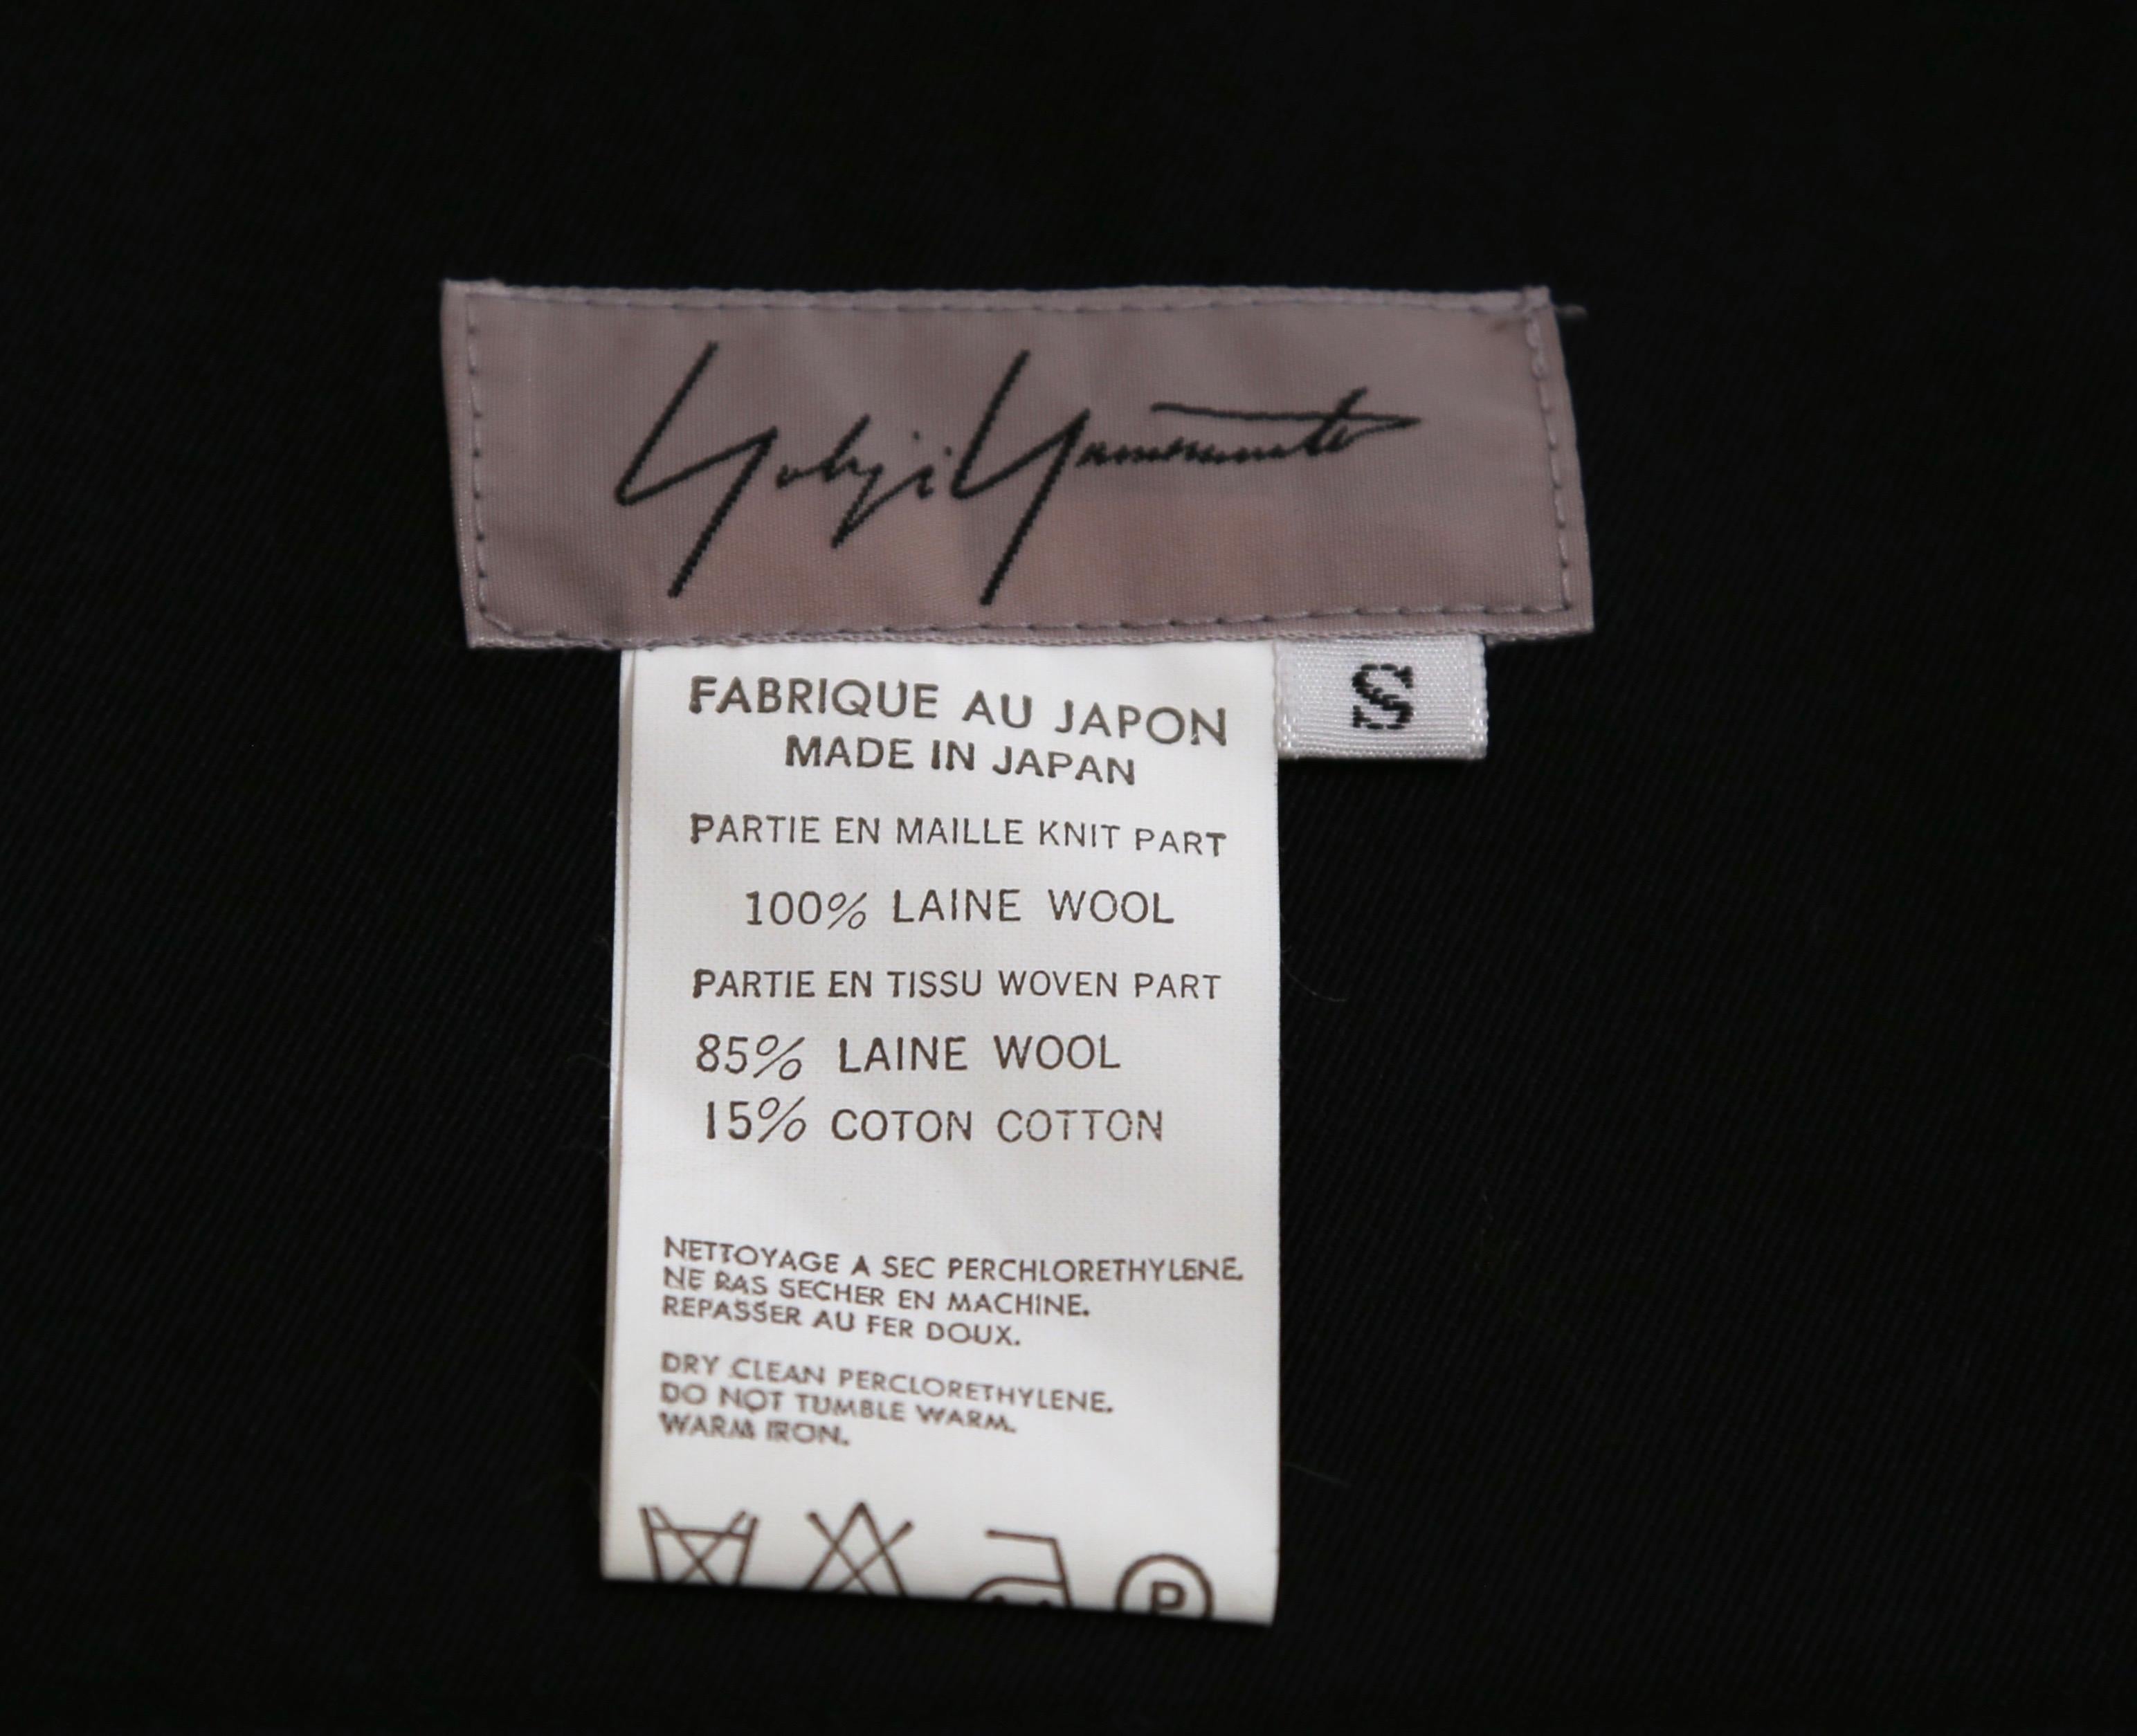 Yohji Yamamoto
S
FABRIQUE AU JAPON
MADE IN JAPAN
PARTIE EN MAILLE KNIT PART
100% LAINE WOOL
PARTIE EN TISSU WOVEN PART
85% LAINE WOOL
15% COTON COTTON
NETTOYAGE A SEC PERCHLORETHYLENE.
NE PAS SECHER EN MACHINE.
REPASSER AU FER DOUX.
DRY CLEAN PERCLORETHYLENE.
DO NOT TUMBLE WARM.
WARM IRON.
P